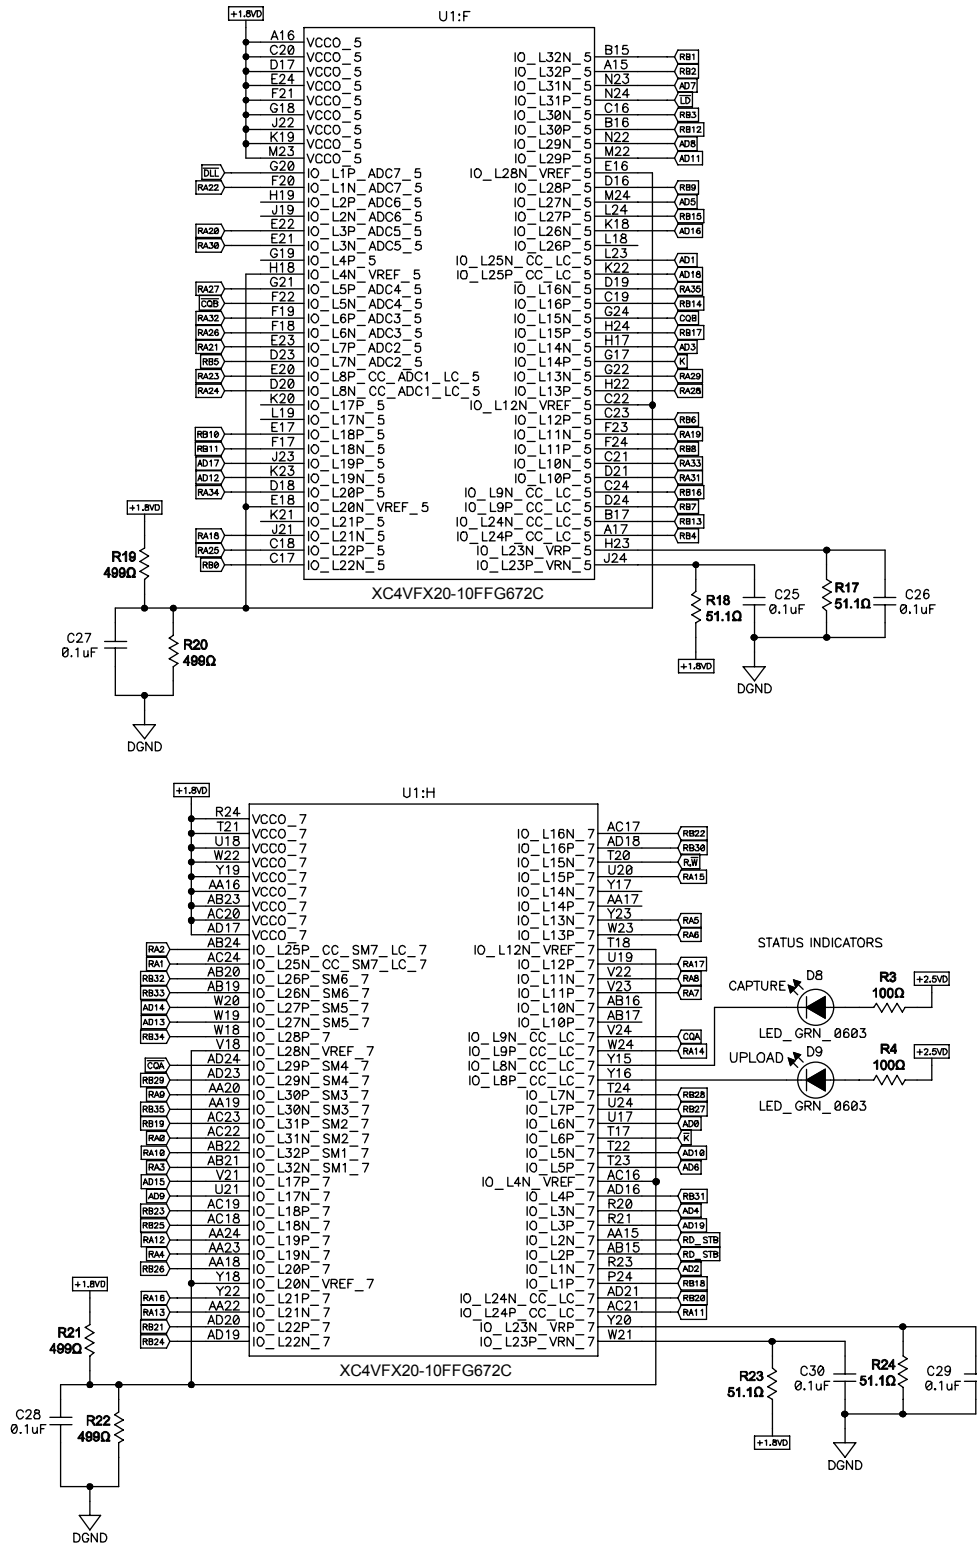 U1:F
+1.8VD
A16 VCCO_5
C20 VCCO_5
D17 VCCO_5
E24 VCCO_5
F21 VCCO_5
G18 VCCO_5
J22 VCCO_5
K19 VCCO_5
M23 VCCO_5
DLL G20 IO_L1P_ADC7_5
RA22 F20 IO_L1N_ADC7_5
H19 IO_L2P_ADC6_5
J19 IO_L2N_ADC6_5
RA20 E22 IO_L3P_ADC5_5
RA30 E21 IO_L3N_ADC5_5
G19 IO_L4P_5
H18 IO_L4N_VREF_5
RA27 G21 IO_L5P_ADC4_5
CQB F22 IO_L5N_ADC4_5
RA32 F19 IO_L6P_ADC3_5
RA26 F18 IO_L6N_ADC3_5
RA21 E23 IO_L7P_ADC2_5
RB5 D23 IO_L7N_ADC2_5
RA23 E20 IO_L8P_CC_ADC1_LC_5
RA24 D20 IO_L8N_CC_ADC1_LC_5
K20 IO_L17P_5
L19 IO_L17N_5
RB10 E17 IO_L18P_5
RB11 F17 IO_L18N_5
AD17 J23 IO_L19P_5
AD12 K23 IO_L19N_5
RA34 D18 IO_L20P_5
E18 IO_L20N_VREF_5
K21 IO_L21P_5
RA18 J21 IO_L21N_5
RA25 C18 IO_L22P_5
RB0 C17 IO_L22N_5
IO_L32N_5 B15 RB1
IO_L32P_5 A15 RB2
IO_L31N_5 N23 AD7
IO_L31P_5 N24 LD
IO_L30N_5 C16 RB3
IO_L30P_5 B16 RB12
IO_L29N_5 N22 AD8
IO_L29P_5 M22 AD11
IO_L28N_VREF_5 E16
IO_L28P_5 D16 RB9
IO_L27N_5 M24 AD5
IO_L27P_5 L24 RB15
IO_L26N_5 K18 AD16
IO_L26P_5 L18
IO_L25N_CC_LC_5 L23 AD1
IO_L25P_CC_LC_5 K22 AD18
IO_L16N_5 D19 RA35
IO_L16P_5 C19 RB14
IO_L15N_5 G24 CQB
IO_L15P_5 H24 RB17
IO_L14N_5 H17 AD3
IO_L14P_5 G17 K
IO_L13N_5 G22 RA29
IO_L13P_5 H22 RA28
IO_L12N_VREF_5 C22
IO_L12P_5 C23 RB6
IO_L11N_5 F23 RA19
IO_L11P_5 F24 RB8
IO_L10N_5 C21 RA33
IO_L10P_5 D21 RA31
IO_L9N_CC_LC_5 C24 RB16
IO_L9P_CC_LC_5 D24 RB7
IO_L24N_CC_LC_5 B17 RB13
IO_L24P_CC_LC_5 A17 RB4
IO_L23N_VRP_5 H23
IO_L23P_VRN_5 J24
XC4VFX20-10FFG672C
+1.8VD
R19
499Ω
C27
0.1uF
R20
499Ω
DGND
R18
51.1Ω
+1.8VD
C25
0.1uF
R17
51.1Ω
C26
0.1uF
DGND
U1:H
+1.8VD
R24 VCCO_7
T21 VCCO_7
U18 VCCO_7
W22 VCCO_7
Y19 VCCO_7
AA16 VCCO_7
AB23 VCCO_7
AC20 VCCO_7
AD17 VCCO_7
RA2 AB24 IO_L25P_CC_SM7_LC_7
RA1 AC24 IO_L25N_CC_SM7_LC_7
RB32 AB20 IO_L26P_SM6_7
RB33 AB19 IO_L26N_SM6_7
AD14 W20 IO_L27P_SM5_7
AD13 W19 IO_L27N_SM5_7
RB34 W18 IO_L28P_7
V18 IO_L28N_VREF_7
CQA AD24 IO_L29P_SM4_7
RB29 AD23 IO_L29N_SM4_7
RA9 AA20 IO_L30P_SM3_7
RB35 AA19 IO_L30N_SM3_7
RB19 AC23 IO_L31P_SM2_7
RA0 AC22 IO_L31N_SM2_7
RA10 AB22 IO_L32P_SM1_7
RA3 AB21 IO_L32N_SM1_7
AD15 V21 IO_L17P_7
AD9 U21 IO_L17N_7
RB23 AC19 IO_L18P_7
RB25 AC18 IO_L18N_7
RA12 AA24 IO_L19P_7
RA4 AA23 IO_L19N_7
RB26 AA18 IO_L20P_7
Y18 IO_L20N_VREF_7
RA16 Y22 IO_L21P_7
RA13 AA22 IO_L21N_7
RB21 AD20 IO_L22P_7
RB24 AD19 IO_L22N_7
IO_L16N_7 AC17 RB22
IO_L16P_7 AD18 RB30
IO_L15N_7 T20 R,W
IO_L15P_7 U20 RA15
IO_L14N_7 Y17
IO_L14P_7 AA17
IO_L13N_7 Y23 RA5
IO_L13P_7 W23 RA6
IO_L12N_VREF_7 T18
IO_L12P_7 U19 RA17
IO_L11N_7 V22 RA8
IO_L11P_7 V23 RA7
IO_L10N_7 AB16
IO_L10P_7 AB17
IO_L9N_CC_LC_7 V24 CQA
IO_L9P_CC_LC_7 W24 RA14
IO_L8N_CC_LC_7 Y15
IO_L8P_CC_LC_7 Y16
IO_L7N_7 T24 RB28
IO_L7P_7 U24 RB27
IO_L6N_7 U17 AD0
IO_L6P_7 T17 K
IO_L5N_7 T22 AD10
IO_L5P_7 T23 AD6
IO_L4N_VREF_7 AC16
IO_L4P_7 AD16 RB31
IO_L3N_7 R20 AD4
IO_L3P_7 R21 AD19
IO_L2N_7 AA15 RD_STB
IO_L2P_7 AB15 RD_STB
IO_L1N_7 R23 AD2
IO_L1P_7 P24 RB18
IO_L24N_CC_LC_7 AD21 RB20
IO_L24P_CC_LC_7 AC21 RA11
IO_L23N_VRP_7 Y20
IO_L23P_VRN_7 W21
XC4VFX20-10FFG672C
STATUS INDICATORS
CAPTURE
D8
LED_GRN_0603
R3
100Ω
+2.5VD
UPLOAD
D9
LED_GRN_0603
R4
100Ω
+2.5VD
+1.8VD
R21
499Ω
C28
0.1uF
R22
499Ω
DGND
R23
51.1Ω
+1.8VD
C30
0.1uF
R24
51.1Ω
C29
0.1uF
DGND